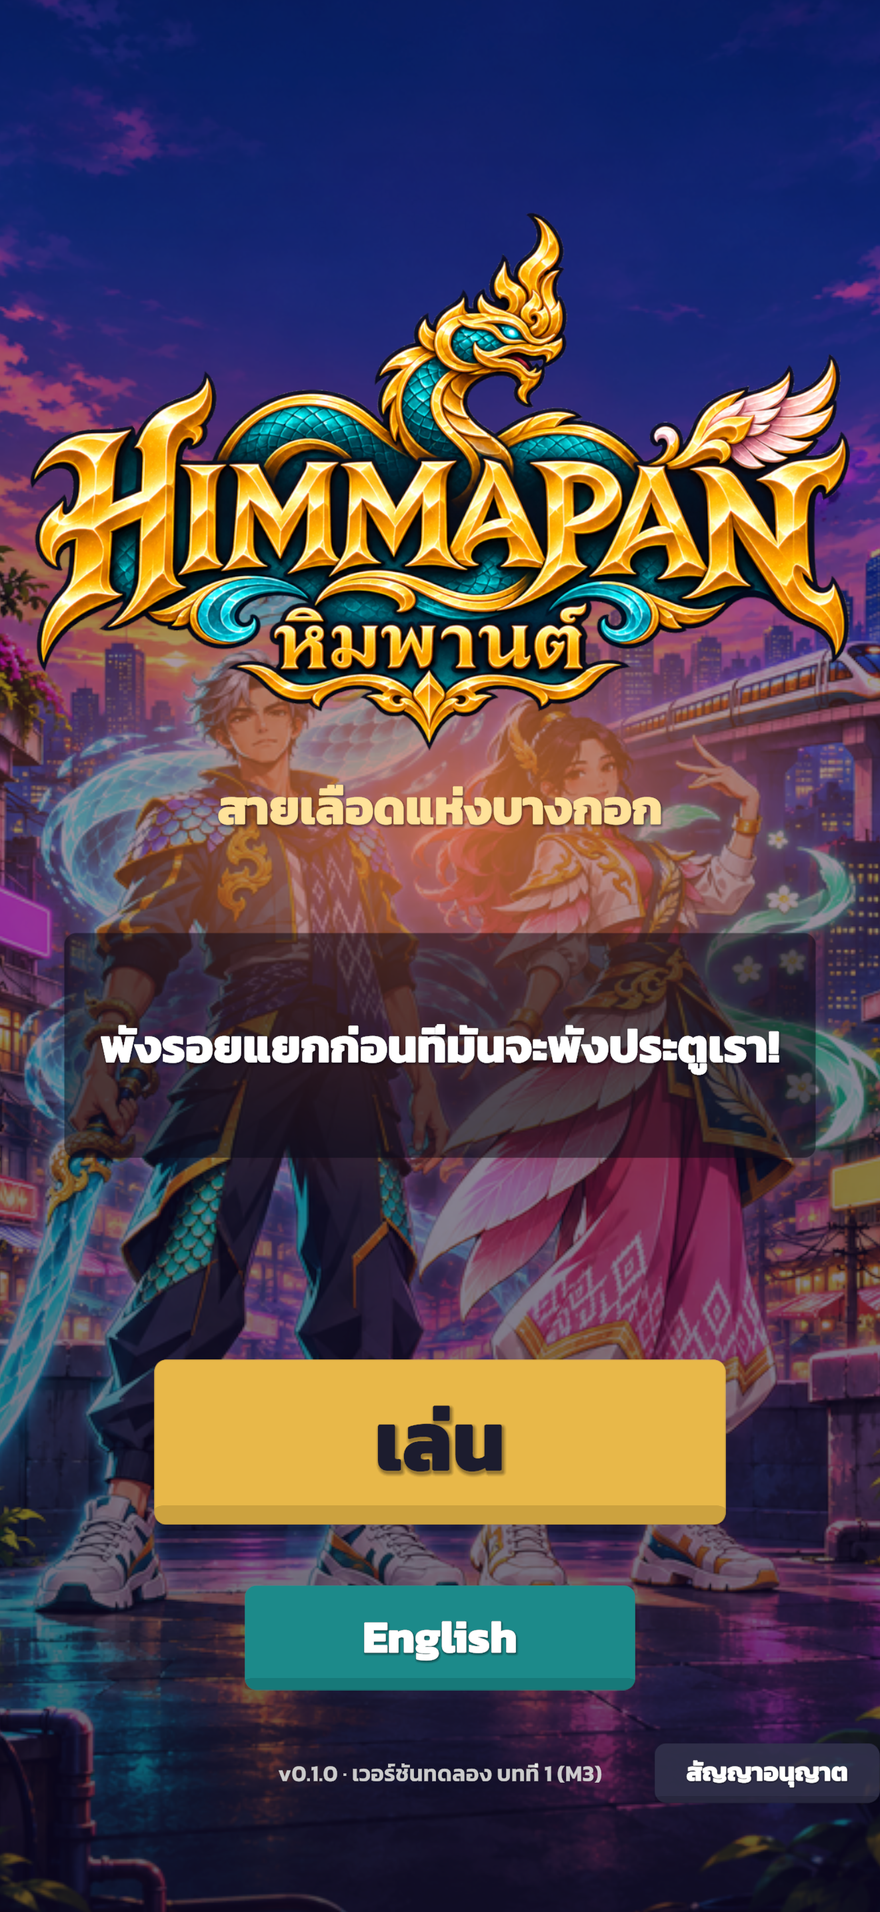 HIMMAPAN
หิมพานต์
สายเลือดแห่งบางกอก
พังรอยแยกก่อนที่มันจะพังประตูเรา!
เล่น
English
v0.1.0 · เวอร์ชันทดลอง บทที่ 1 (M3)
สัญญาอนุญาต